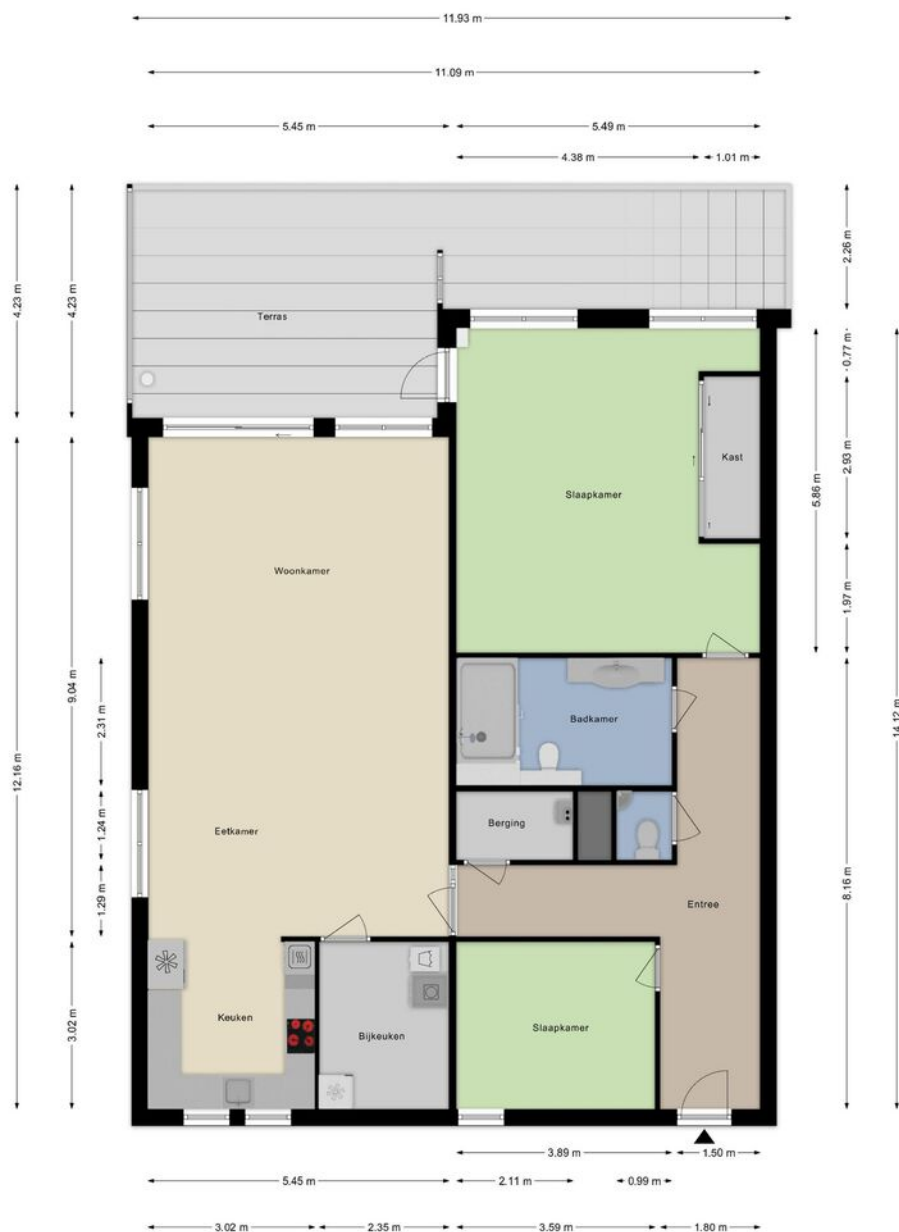 11.93 m
11.09 m
5.45 m
5.49 m
4.38 m
1.01 m
4.23 m
4.23 m
2.26 m
Terras
0.77 m
Kast
2.93 m
Slaapkamer
5.86 m
Woonkamer
1.97 m
9.04 m
2.31 m
Badkamer
14.12 m
12.16 m
1.24 m
Berging
Eetkamer
1.29 m
8.16 m
Entree
Keuken
Bijkeuken
Slaapkamer
3.02 m
3.89 m
1.50 m
5.45 m
2.11 m
0.99 m
3.02 m
2.35 m
3.59 m
1.80 m